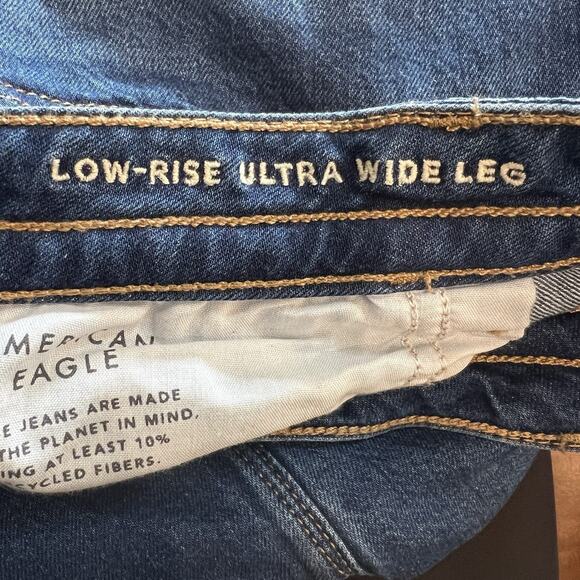 LOW-RISE ULTRA WIDE LEG
MERICAN
EAGLE
E JEANS ARE MADE
THE PLANET IN MIND,
ING AT LEAST 10%
YCLED FIBERS.